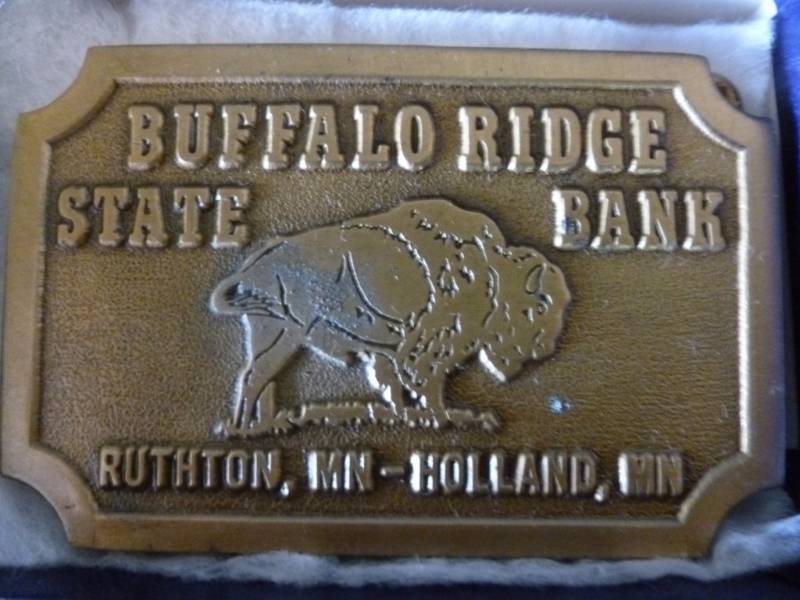 BUFFALO RIDGE
STATE BANK
RUTHTON, MN - HOLLAND, MN